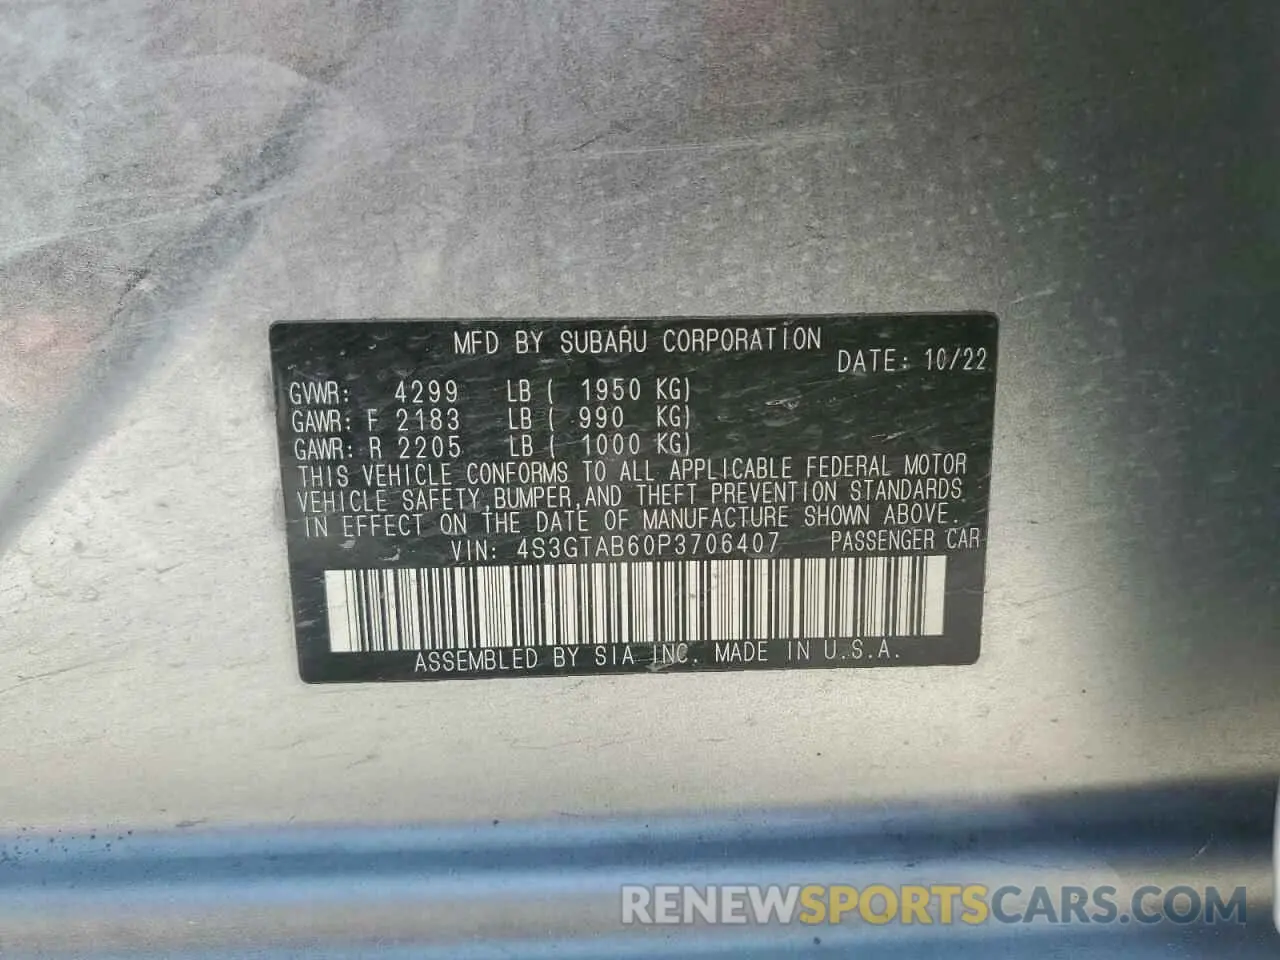 MFD BY SUBARU CORPORATION
DATE: 10/22
GVWR: 4299 LB ( 1950 KG)
GAWR: F 2183 LB ( 990 KG)
GAWR: R 2205 LB ( 1000 KG)
THIS VEHICLE CONFORMS TO ALL APPLICABLE FEDERAL MOTOR
VEHICLE SAFETY,BUMPER,AND THEFT PREVENTION STANDARDS
IN EFFECT ON THE DATE OF MANUFACTURE SHOWN ABOVE.
VIN: 4S3GTAB60P3706407 PASSENGER CAR
ASSEMBLED BY SIA INC. MADE IN U.S.A.
RENEWSPORTSCARS.COM